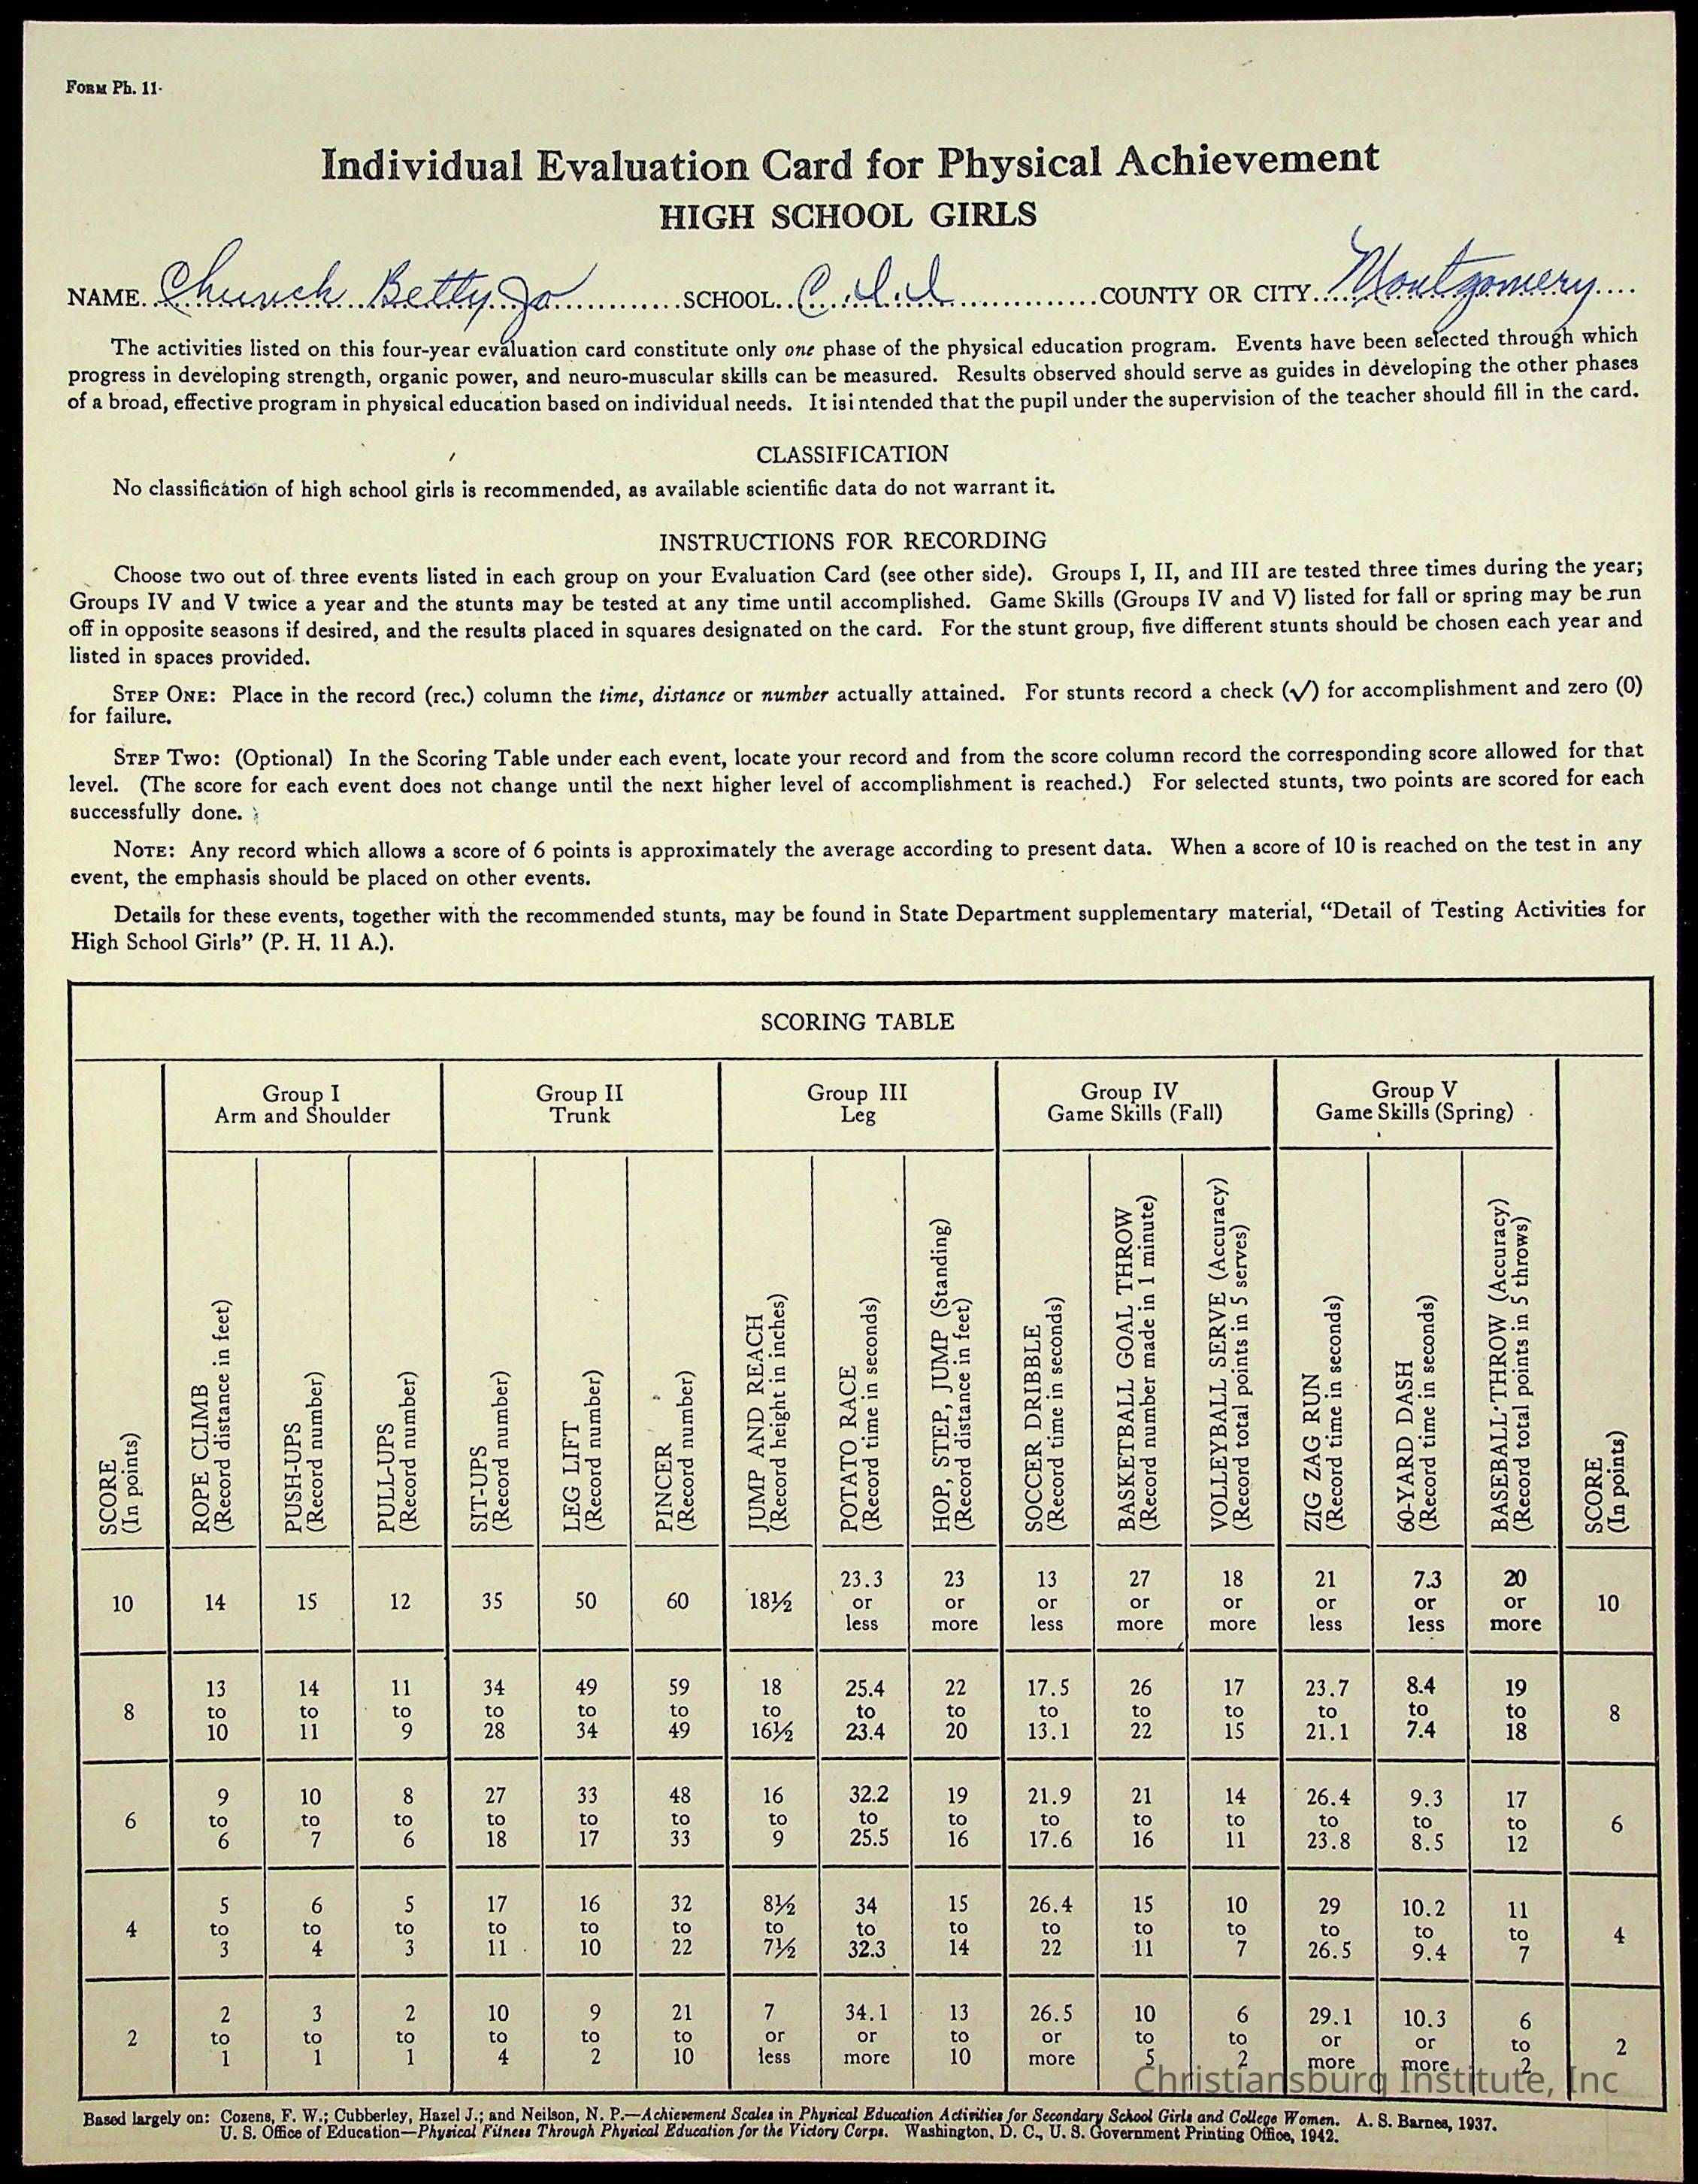 FORM Ph. 11
Individual Evaluation Card for Physical Achievement
HIGH SCHOOL GIRLS
NAME. Church Betty Jo SCHOOL. C.I.I. COUNTY OR CITY. Montgomery
The activities listed on this four-year evaluation card constitute only one phase of the physical education program. Events have been selected through which
progress in developing strength, organic power, and neuro-muscular skills can be measured. Results observed should serve as guides in developing the other phases
of a broad, effective program in physical education based on individual needs. It isi ntended that the pupil under the supervision of the teacher should fill in the card.
CLASSIFICATION
No classification of high school girls is recommended, as available scientific data do not warrant it.
INSTRUCTIONS FOR RECORDING
Choose two out of three events listed in each group on your Evaluation Card (see other side). Groups I, II, and III are tested three times during the year;
Groups IV and V twice a year and the stunts may be tested at any time until accomplished. Game Skills (Groups IV and V) listed for fall or spring may be run
off in opposite seasons if desired, and the results placed in squares designated on the card. For the stunt group, five different stunts should be chosen each year and
listed in spaces provided.
STEP ONE: Place in the record (rec.) column the time, distance or number actually attained. For stunts record a check (√) for accomplishment and zero (0)
for failure.
STEP TWO: (Optional) In the Scoring Table under each event, locate your record and from the score column record the corresponding score allowed for that
level. (The score for each event does not change until the next higher level of accomplishment is reached.) For selected stunts, two points are scored for each
successfully done.
NOTE: Any record which allows a score of 6 points is approximately the average according to present data. When a score of 10 is reached on the test in any
event, the emphasis should be placed on other events.
Details for these events, together with the recommended stunts, may be found in State Department supplementary material, “Detail of Testing Activities for
High School Girls” (P. H. 11 A.).
SCORING TABLE
Group I Group II Group III Group IV Group V
Arm and Shoulder Trunk Leg Game Skills (Fall) Game Skills (Spring)
SCORE
(In points)
ROPE CLIMB
(Record distance in feet)
PUSH-UPS
(Record number)
PULL-UPS
(Record number)
SIT-UPS
(Record number)
LEG LIFT
(Record number)
PINCER
(Record number)
JUMP AND REACH
(Record height in inches)
POTATO RACE
(Record time in seconds)
HOP, STEP, JUMP (Standing)
(Record distance in feet)
SOCCER DRIBBLE
(Record time in seconds)
BASKETBALL GOAL THROW
(Record number made in 1 minute)
VOLLEYBALL SERVE (Accuracy)
(Record total points in 5 serves)
ZIG ZAG RUN
(Record time in seconds)
60-YARD DASH
(Record time in seconds)
BASEBALL THROW (Accuracy)
(Record total points in 5 throws)
SCORE
(In points)
23.3 23 13 27 18 21 7.3 20
10 14 15 12 35 50 60 18½ or or or or or or or or 10
less more less more more less less more
13 14 11 34 49 59 18 25.4 22 17.5 26 17 23.7 8.4 19
8 to to to to to to to to to to to to to to to 8
10 11 9 28 34 49 16½ 23.4 20 13.1 22 15 21.1 7.4 18
9 10 8 27 33 48 16 32.2 19 21.9 21 14 26.4 9.3 17
6 to to to to to to to to to to to to to to to 6
6 7 6 18 17 33 9 25.5 16 17.6 16 11 23.8 8.5 12
5 6 5 17 16 32 8½ 34 15 26.4 15 10 29 10.2 11
4 to to to to to to to to to to to to to to to 4
3 4 3 11 10 22 7½ 32.3 14 22 11 7 26.5 9.4 7
2 3 2 10 9 21 7 34.1 13 26.5 10 6 29.1 10.3 6
2 to to to to to to or or to or to to or or to 2
1 1 1 4 2 10 less more 10 more 5 2 more more 2
Christiansburg Institute, Inc
Based largely on: Cozens, F. W.; Cubberley, Hazel J.; and Neilson, N. P.—Achievement Scales in Physical Education Activities for Secondary School Girls and College Women. A. S. Barnes, 1937.
U. S. Office of Education—Physical Fitness Through Physical Education for the Victory Corps. Washington, D. C., U. S. Government Printing Office, 1942.